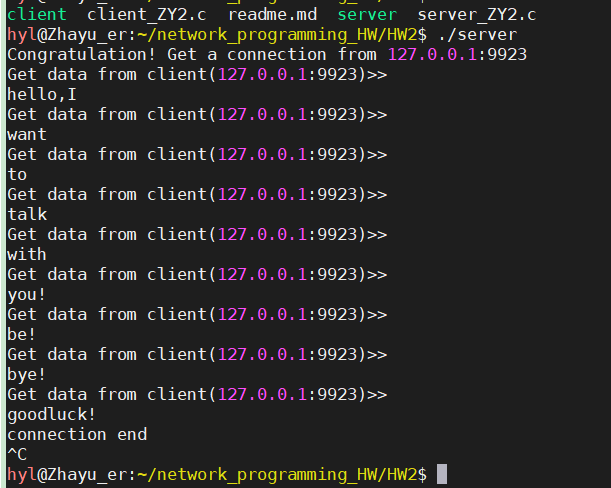 client  client_ZY2.c  readme.md  server  server_ZY2.c
hyl@Zhayu_er:~/network_programming_HW/HW2$ ./server
Congratulation! Get a connection from 127.0.0.1:9923
Get data from client(127.0.0.1:9923)>>
hello,I
Get data from client(127.0.0.1:9923)>>
want
Get data from client(127.0.0.1:9923)>>
to
Get data from client(127.0.0.1:9923)>>
talk
Get data from client(127.0.0.1:9923)>>
with
Get data from client(127.0.0.1:9923)>>
you!
Get data from client(127.0.0.1:9923)>>
be!
Get data from client(127.0.0.1:9923)>>
bye!
Get data from client(127.0.0.1:9923)>>
goodluck!
connection end
^C
hyl@Zhayu_er:~/network_programming_HW/HW2$